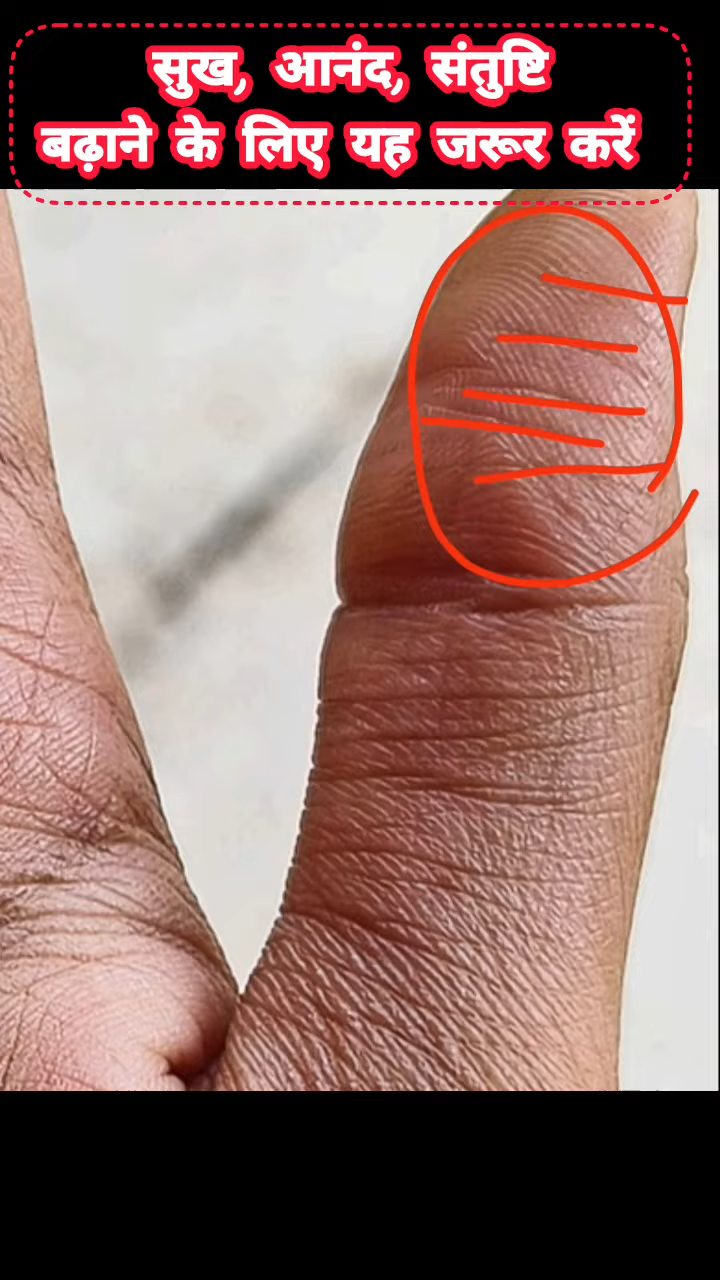 सुख, आनंद, संतुष्टि
बढ़ाने के लिए यह जरूर करें